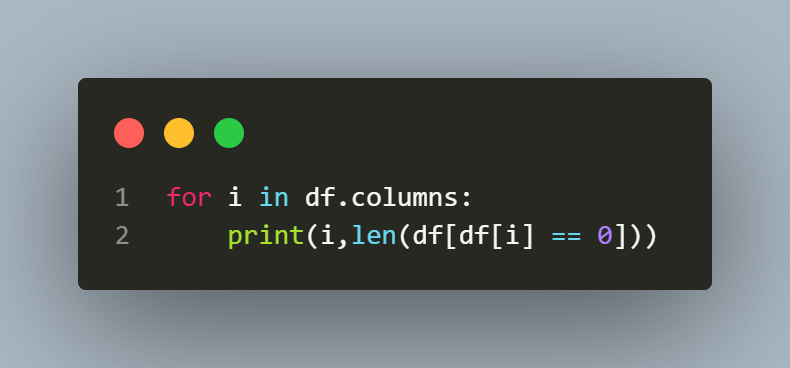 1 for i in df.columns:
2     print(i,len(df[df[i] == 0]))